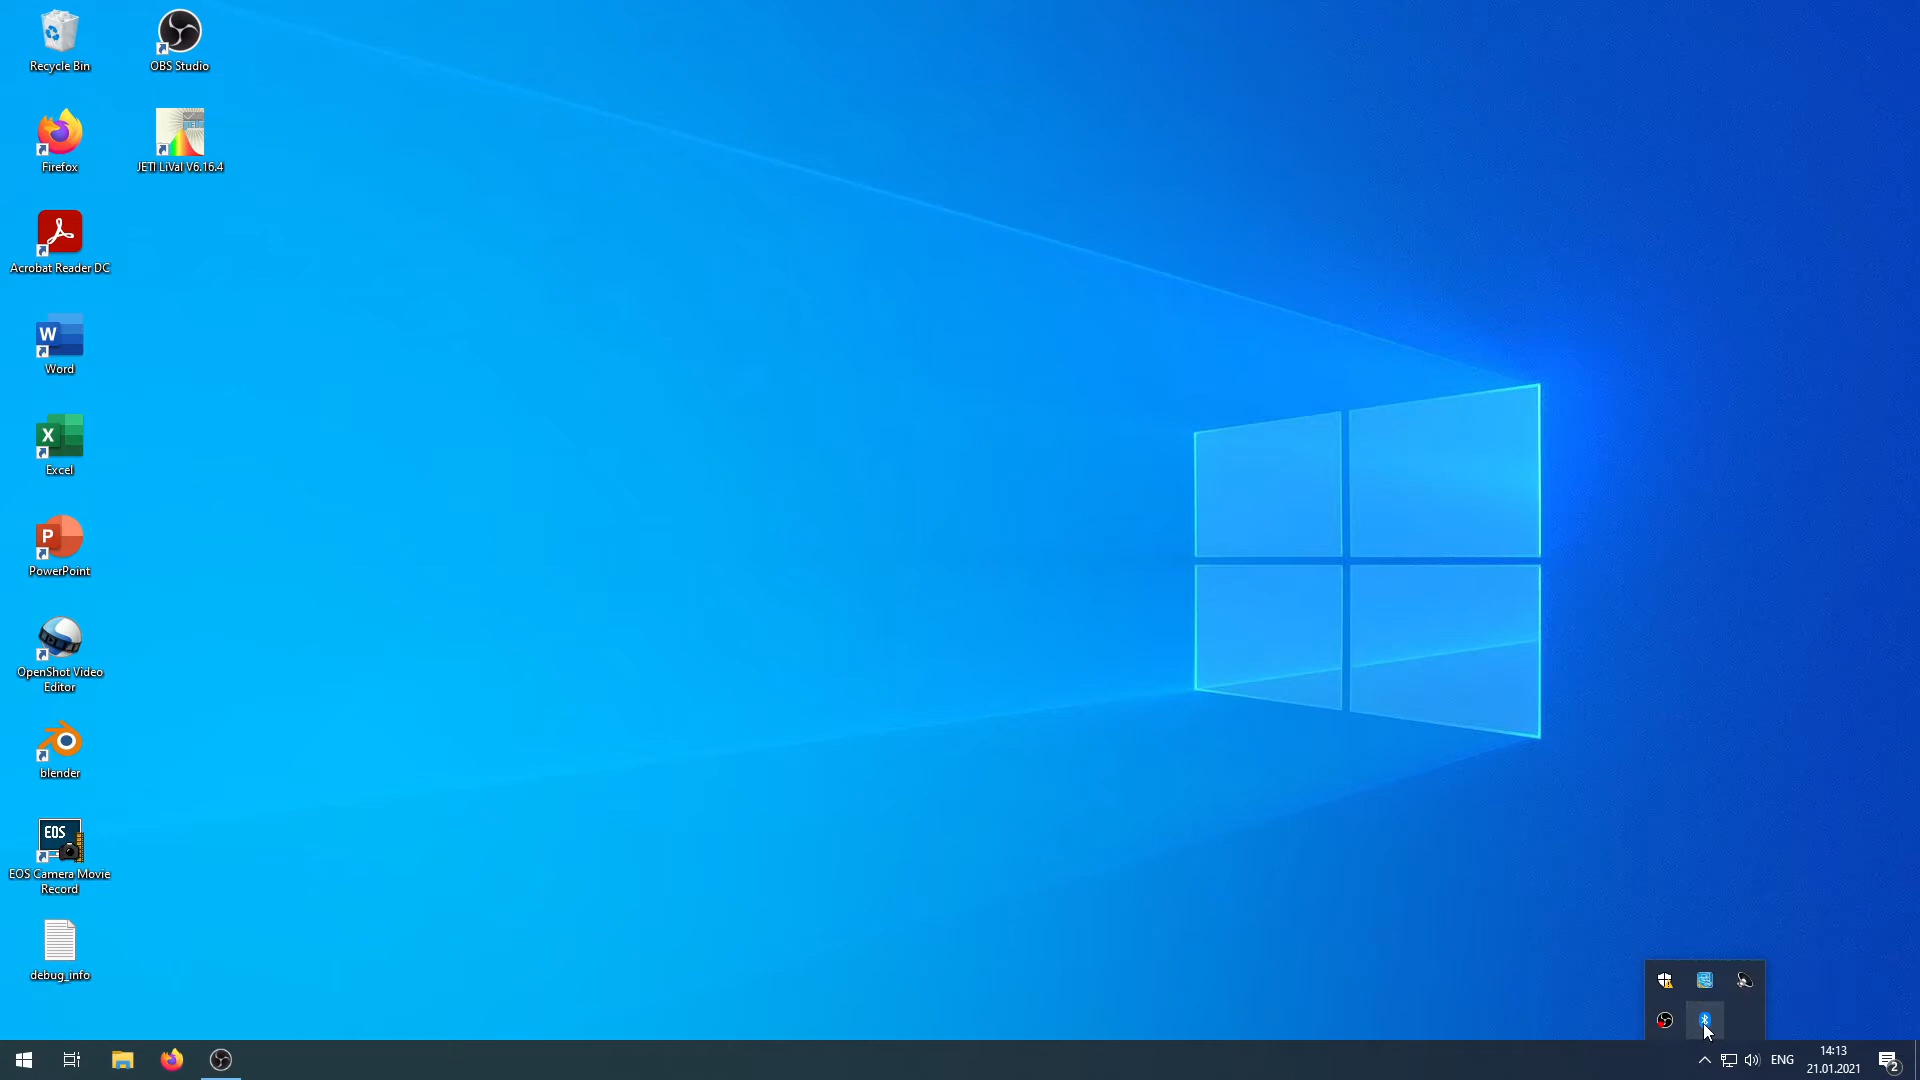 Recycle Bin
OBS Studio
Firefox
JETI LiVal V6.16.4
Acrobat Reader DC
W
Word
X
Excel
P
PowerPoint
OpenShot Video
Editor
blender
EOS
EOS Camera Movie
Record
debug_info
ENG
14:13
21.01.2021
2